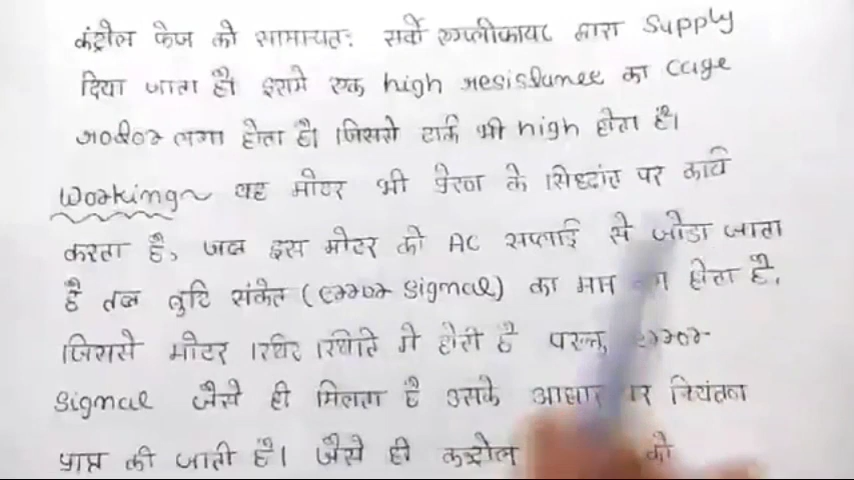 कंट्रोल फेज को सामायतः सर्वो एम्प्लीफायर द्वारा Supply
दिया जाता है। इसमे एक high resistance का cage
rotor लगा होता है। जिससे टार्क भी high होता है।
Working~ यह मोटर भी प्रेरण के सिध्दांत पर कार्य
करता है, जब इस मोटर को AC सप्लाई से जोडा जाता
है तब त्रुटि संकेत (error signal) का मान होता है,
जिससे मोटर स्थिर स्थिति मे होती है परन्तु error
signal जैसे ही मिलता है उसके आधार पर नियंत्रण
प्राप्त की जाती है। जैसे ही कन्ट्रोल को